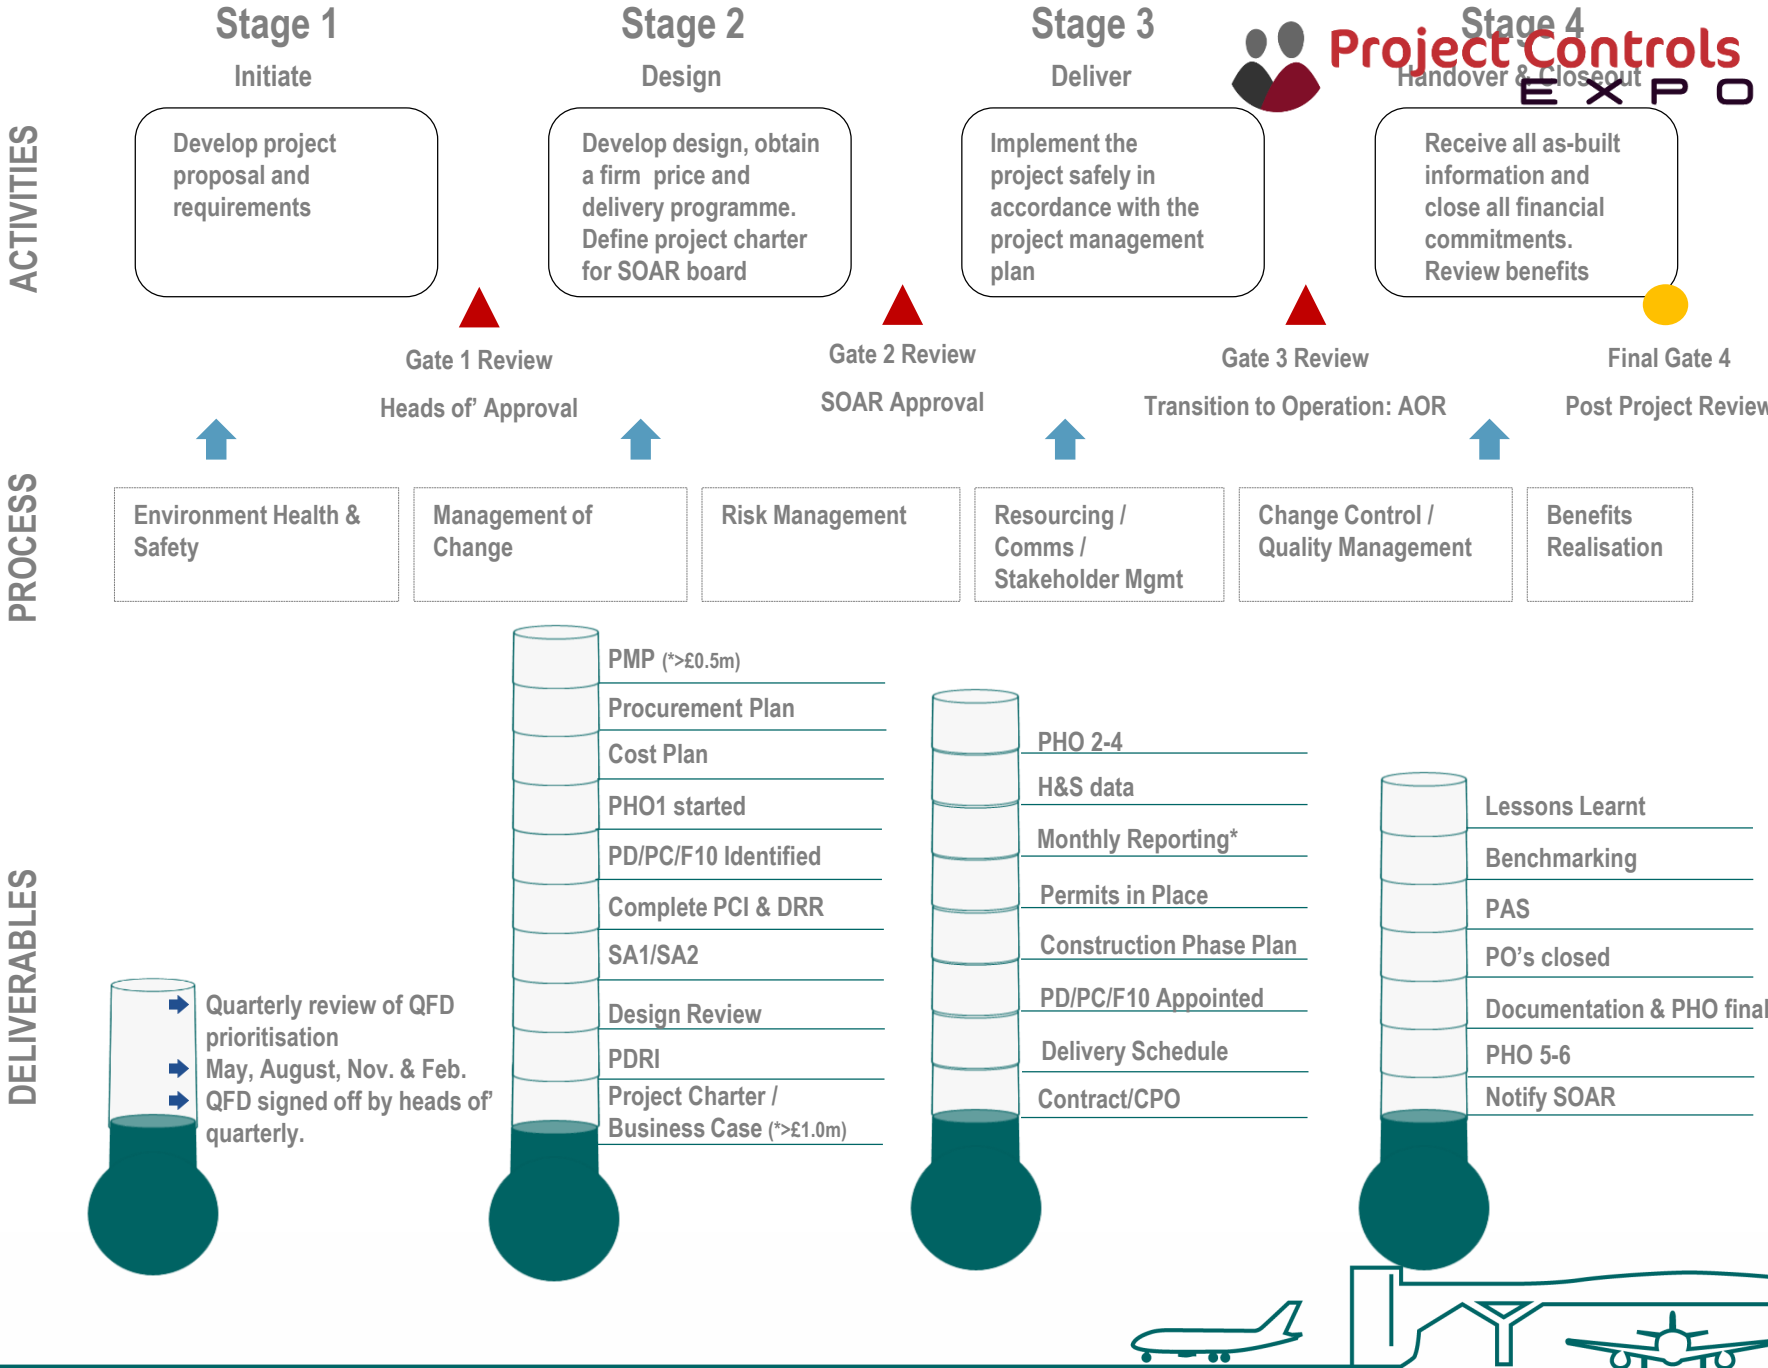 Stage 1
Initiate
Stage 2
Design
Stage 3
Deliver
Stage 4
Handover & Closeout
Project Controls
EXPO
ACTIVITIES
Develop project
proposal and
requirements
Develop design, obtain
a firm price and
delivery programme.
Define project charter
for SOAR board
Implement the
project safely in
accordance with the
project management
plan
Receive all as-built
information and
close all financial
commitments.
Review benefits
Gate 1 Review
Heads of' Approval
Gate 2 Review
SOAR Approval
Gate 3 Review
Transition to Operation: AOR
Final Gate 4
Post Project Review
PROCESS
Environment Health &
Safety
Management of
Change
Risk Management
Resourcing /
Comms /
Stakeholder Mgmt
Change Control /
Quality Management
Benefits
Realisation
DELIVERABLES
Quarterly review of QFD
prioritisation
May, August, Nov. & Feb.
QFD signed off by heads of'
quarterly.
PMP (*>£0.5m)
Procurement Plan
Cost Plan
PHO1 started
PD/PC/F10 Identified
Complete PCI & DRR
SA1/SA2
Design Review
PDRI
Project Charter /
Business Case (*>£1.0m)
PHO 2-4
H&S data
Monthly Reporting*
Permits in Place
Construction Phase Plan
PD/PC/F10 Appointed
Delivery Schedule
Contract/CPO
Lessons Learnt
Benchmarking
PAS
PO's closed
Documentation & PHO final
PHO 5-6
Notify SOAR